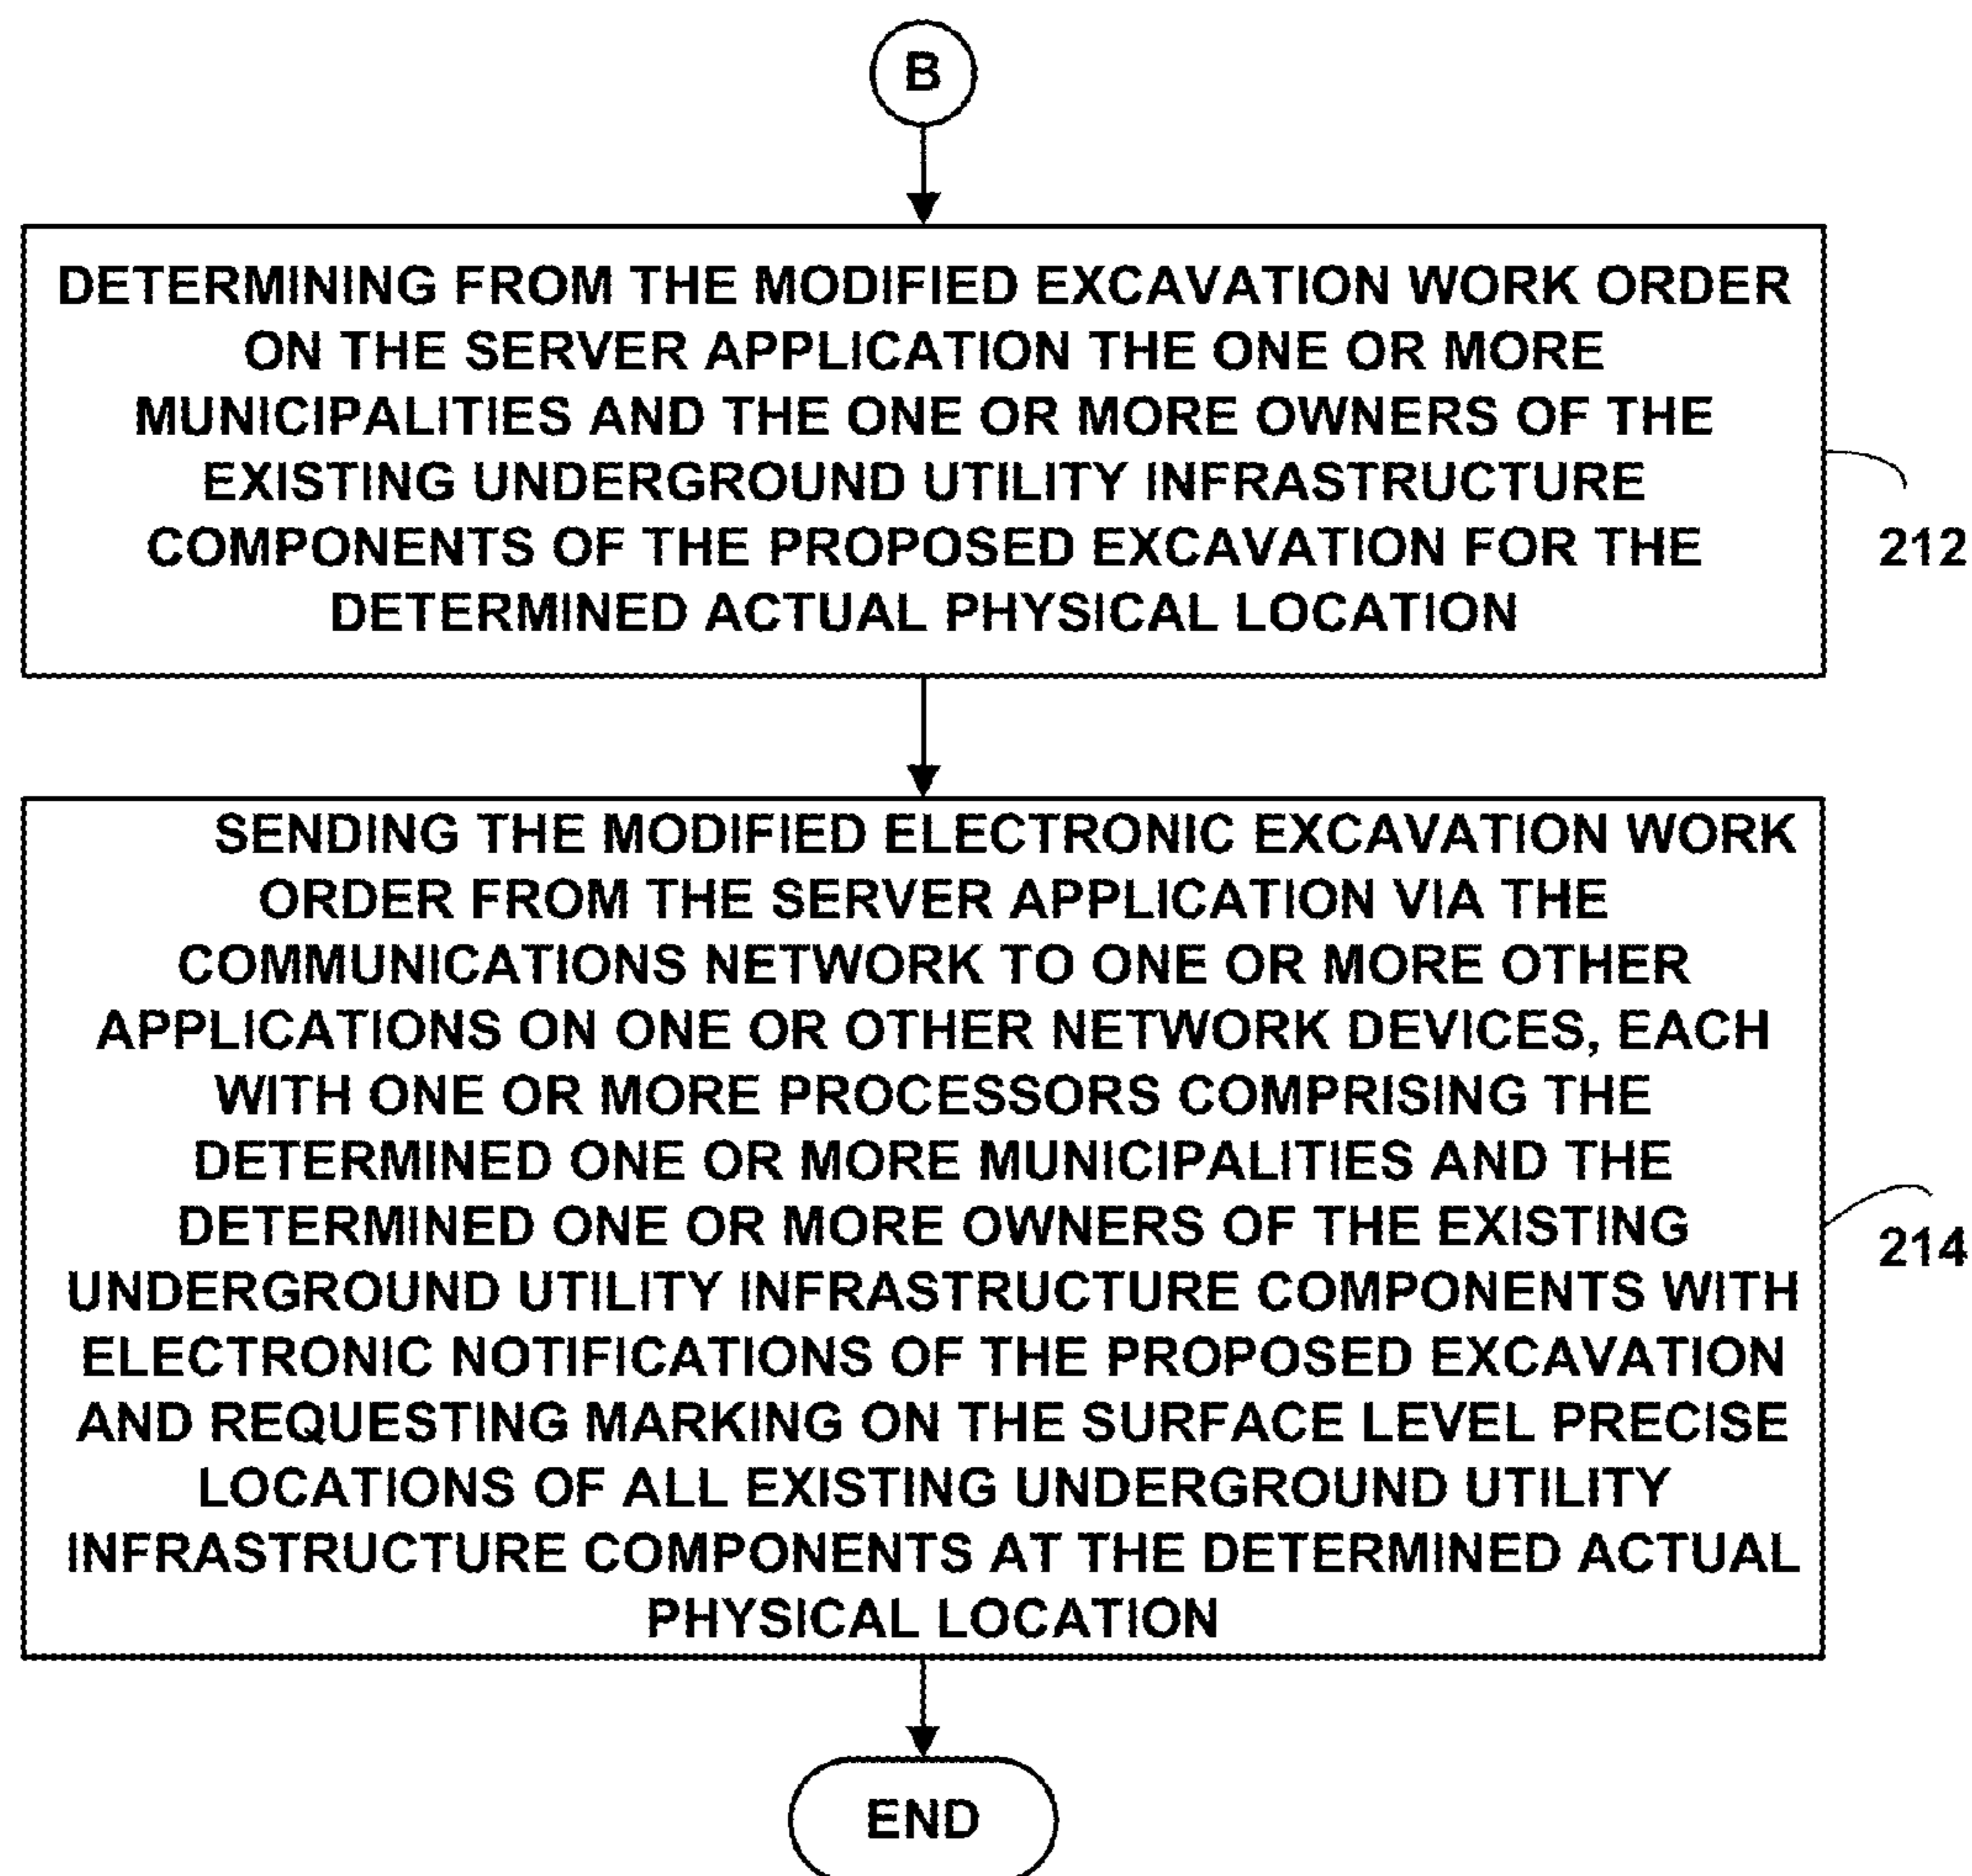 B
DETERMINING FROM THE MODIFIED EXCAVATION WORK ORDER
ON THE SERVER APPLICATION THE ONE OR MORE
MUNICIPALITIES AND THE ONE OR MORE OWNERS OF THE
EXISTING UNDERGROUND UTILITY INFRASTRUCTURE
COMPONENTS OF THE PROPOSED EXCAVATION FOR THE
DETERMINED ACTUAL PHYSICAL LOCATION
212
SENDING THE MODIFIED ELECTRONIC EXCAVATION WORK
ORDER FROM THE SERVER APPLICATION VIA THE
COMMUNICATIONS NETWORK TO ONE OR MORE OTHER
APPLICATIONS ON ONE OR OTHER NETWORK DEVICES, EACH
WITH ONE OR MORE PROCESSORS COMPRISING THE
DETERMINED ONE OR MORE MUNICIPALITIES AND THE
DETERMINED ONE OR MORE OWNERS OF THE EXISTING
UNDERGROUND UTILITY INFRASTRUCTURE COMPONENTS WITH
ELECTRONIC NOTIFICATIONS OF THE PROPOSED EXCAVATION
AND REQUESTING MARKING ON THE SURFACE LEVEL PRECISE
LOCATIONS OF ALL EXISTING UNDERGROUND UTILITY
INFRASTRUCTURE COMPONENTS AT THE DETERMINED ACTUAL
PHYSICAL LOCATION
214
END